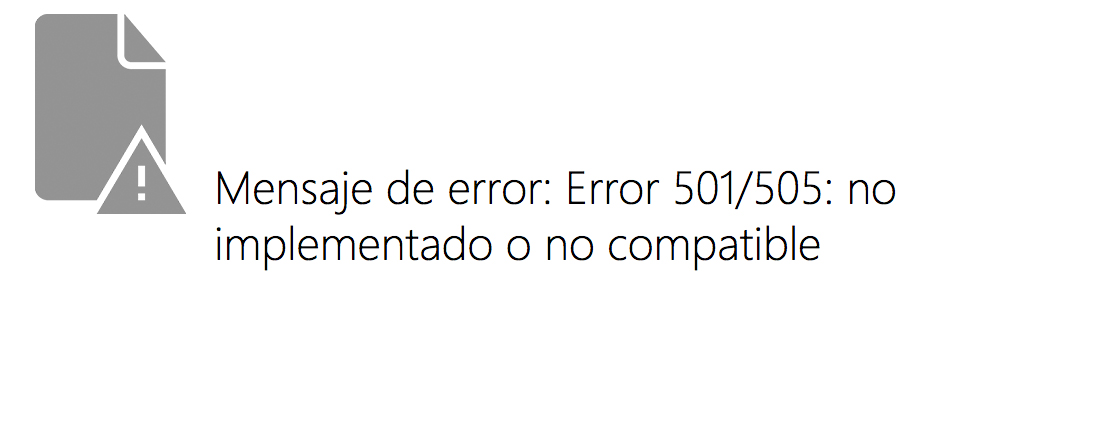 Mensaje de error: Error 501/505: no
implementado o no compatible